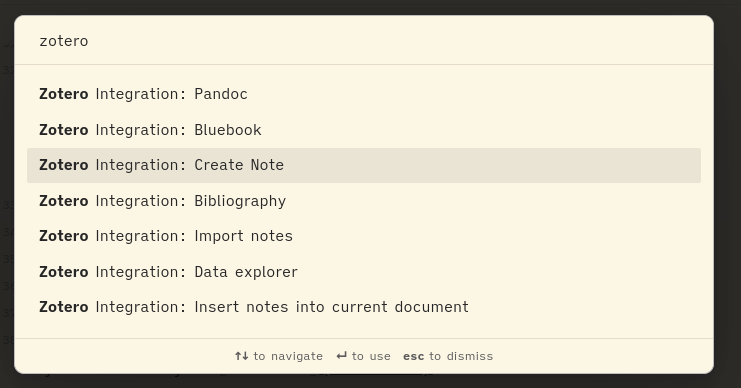 zotero
Zotero Integration: Pandoc
Zotero Integration: Bluebook
Zotero Integration: Create Note
Zotero Integration: Bibliography
Zotero Integration: Import notes
Zotero Integration: Data explorer
Zotero Integration: Insert notes into current document
↑↓ to navigate ↵ to use esc to dismiss